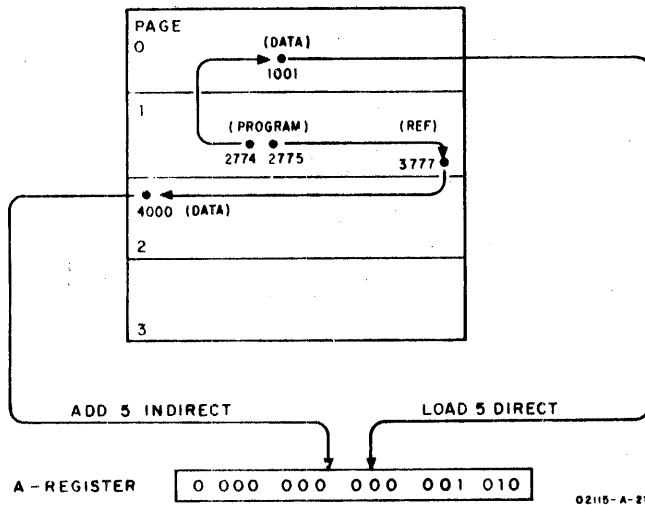 PAGE
0
(DATA)
1001
1
(PROGRAM) (REF)
2774 2775
3777
4000 (DATA)
2
3
ADD 5 INDIRECT LOAD 5 DIRECT
A-REGISTER 0 000 000 000 001 010